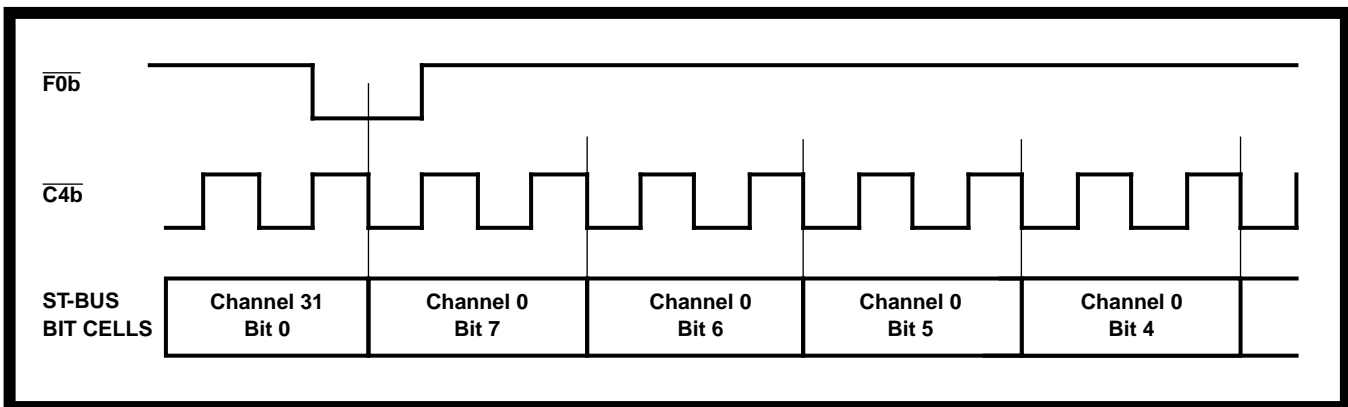 F0b
C4b
ST-BUS
BIT CELLS
Channel 31
Bit 0
Channel 0
Bit 7
Channel 0
Bit 6
Channel 0
Bit 5
Channel 0
Bit 4